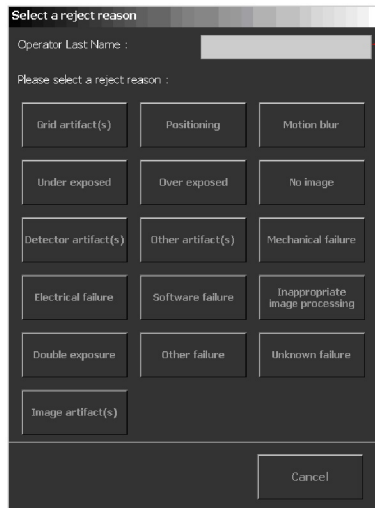 Select a reject reason
Operator Last Name :
Please select a reject reason :
Grid artifact(s)
Positioning
Motion blur
Under exposed
Over exposed
No image
Detector artifact(s)
Other artifact(s)
Mechanical failure
Electrical failure
Software failure
Inappropriate
image processing
Double exposure
Other failure
Unknown failure
Image artifact(s)
Cancel